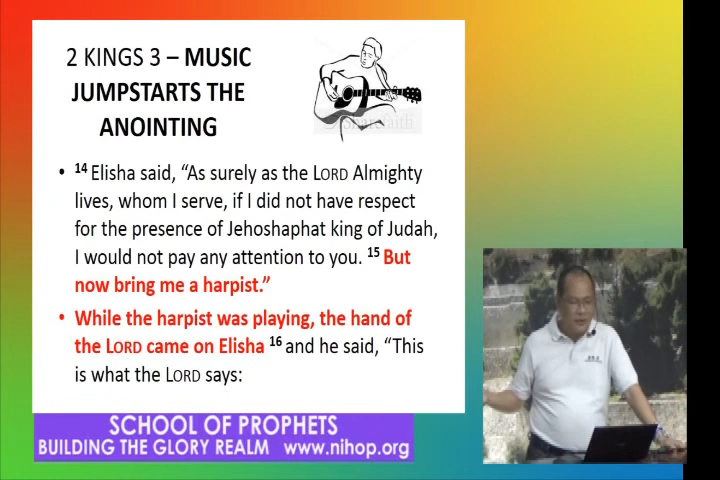 2 KINGS 3 – MUSIC
JUMPSTARTS THE
ANOINTING
• ¹⁴ Elisha said, “As surely as the LORD Almighty
lives, whom I serve, if I did not have respect
for the presence of Jehoshaphat king of Judah,
I would not pay any attention to you. ¹⁵ But
now bring me a harpist.”
• While the harpist was playing, the hand of
the LORD came on Elisha ¹⁶ and he said, “This
is what the LORD says:
SCHOOL OF PROPHETS
BUILDING THE GLORY REALM www.nihop.org